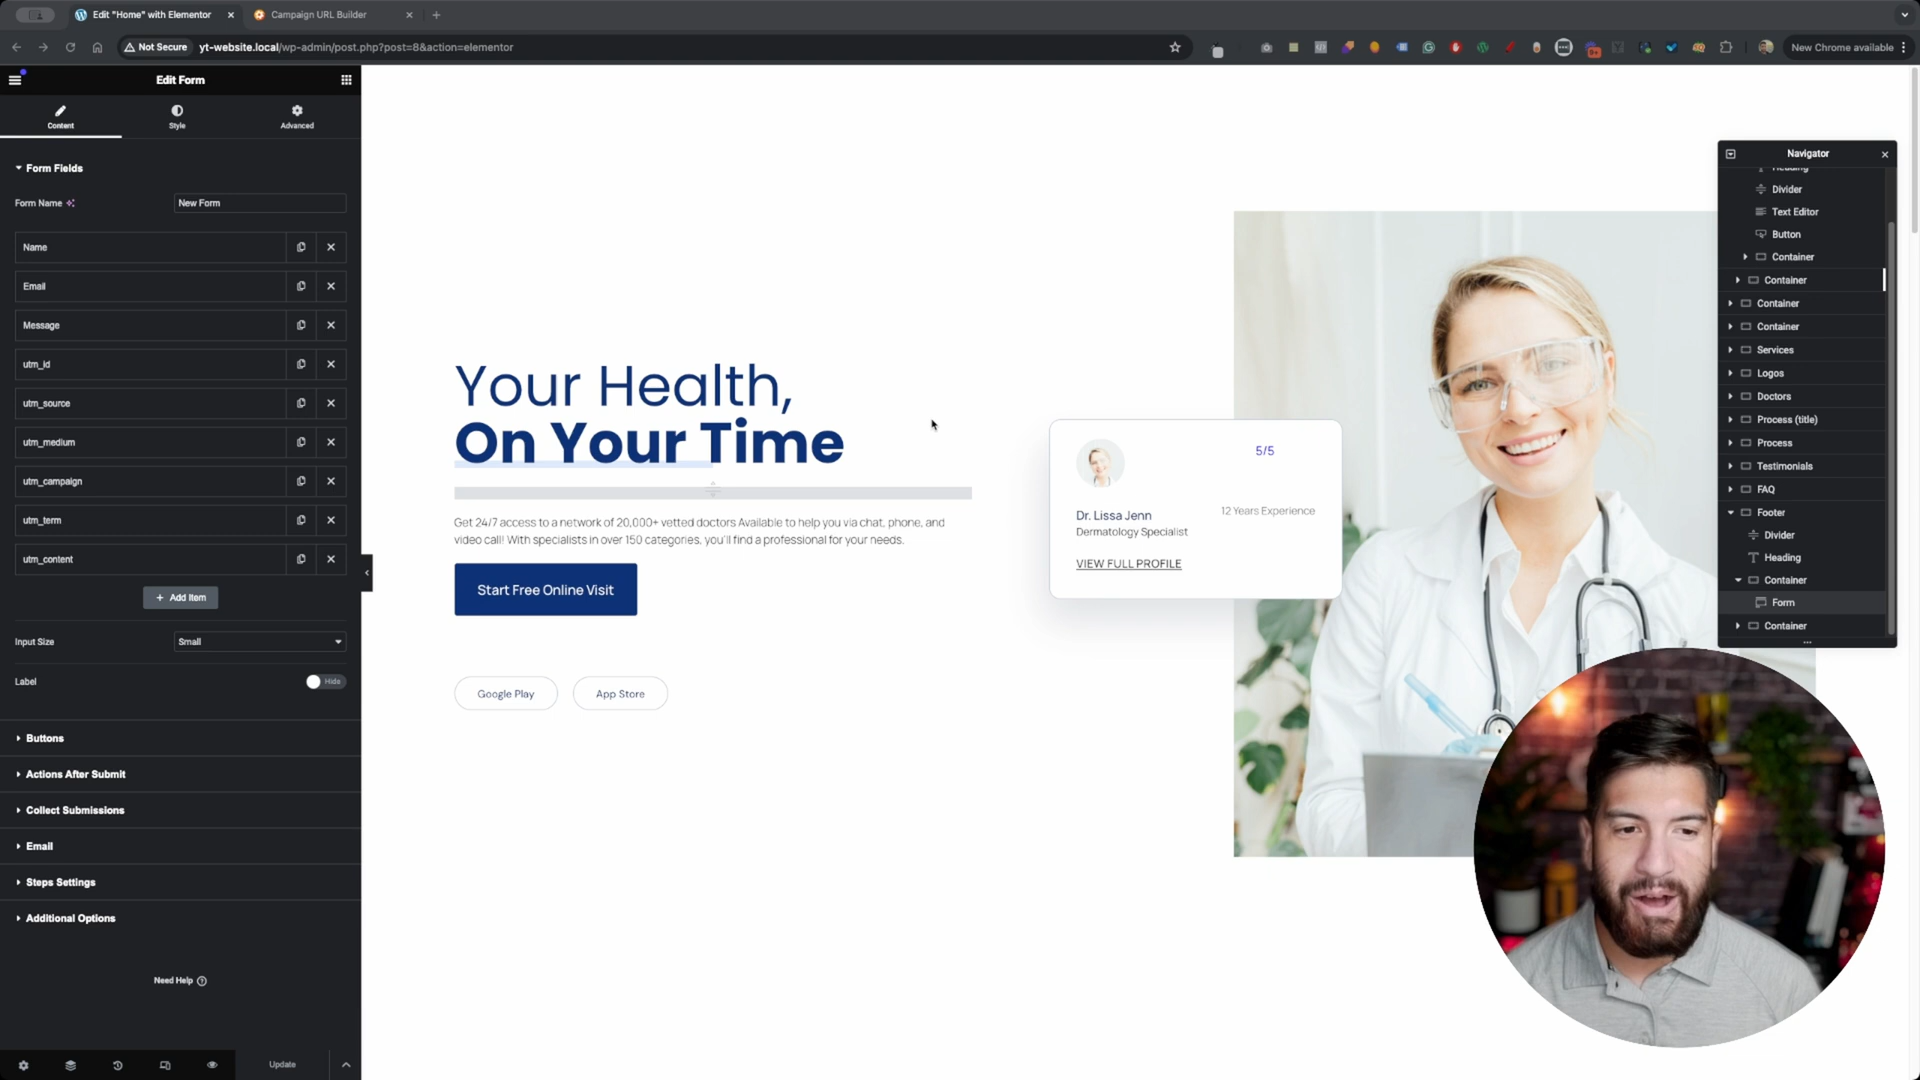 Edit "Home" with Elementor
Campaign URL Builder
Not Secure
yt-website.local/wp-admin/post.php?post=8&action=elementor
New Chrome available
Edit Form
Content
Style
Advanced
Form Fields
Form Name
New Form
Name
Email
Message
utm_id
utm_source
utm_medium
utm_campaign
utm_term
utm_content
+ Add Item
Input Size
Small
Label
Hide
Buttons
Actions After Submit
Collect Submissions
Email
Steps Settings
Additional Options
Need Help
Update
Your Health,
On Your Time
Get 24/7 access to a network of 20,000+ vetted doctors Available to help you via chat, phone, and
video call! With specialists in over 150 categories, you'll find a professional for your needs.
Start Free Online Visit
Google Play
App Store
5/5
Dr. Lissa Jenn
12 Years Experience
Dermatology Specialist
VIEW FULL PROFILE
Navigator
Heading
Divider
Text Editor
Button
Container
Container
Container
Container
Services
Logos
Doctors
Process (title)
Process
Testimonials
FAQ
Footer
Divider
Heading
Container
Form
Container